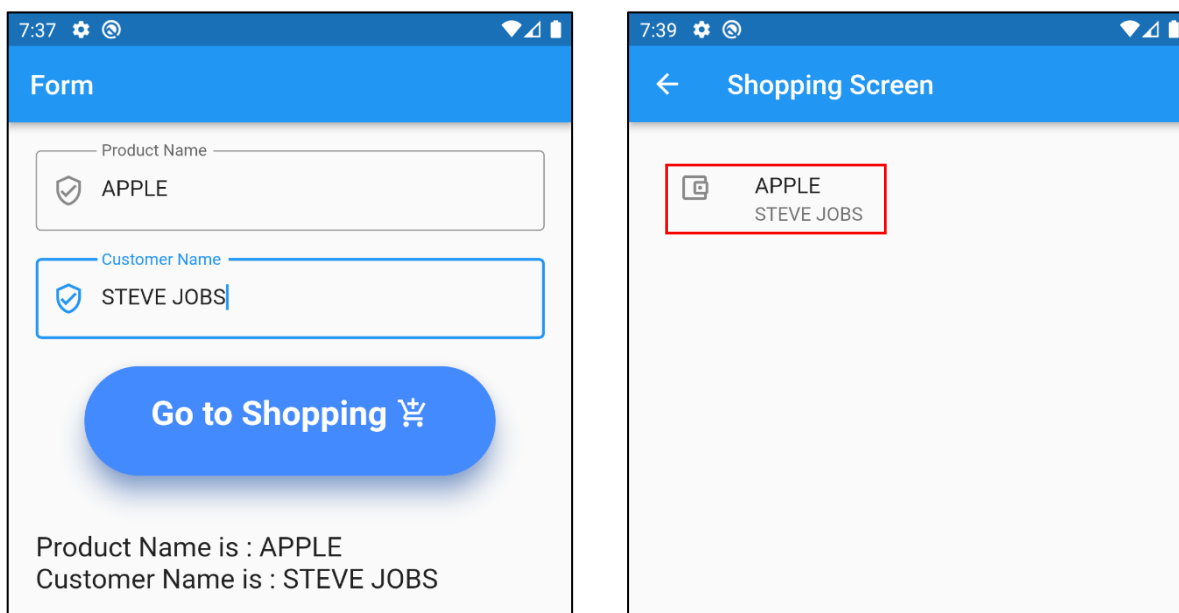 7:37
Form
Product Name
APPLE
Customer Name
STEVE JOBS
Go to Shopping
Product Name is : APPLE
Customer Name is : STEVE JOBS
7:39
Shopping Screen
APPLE
STEVE JOBS